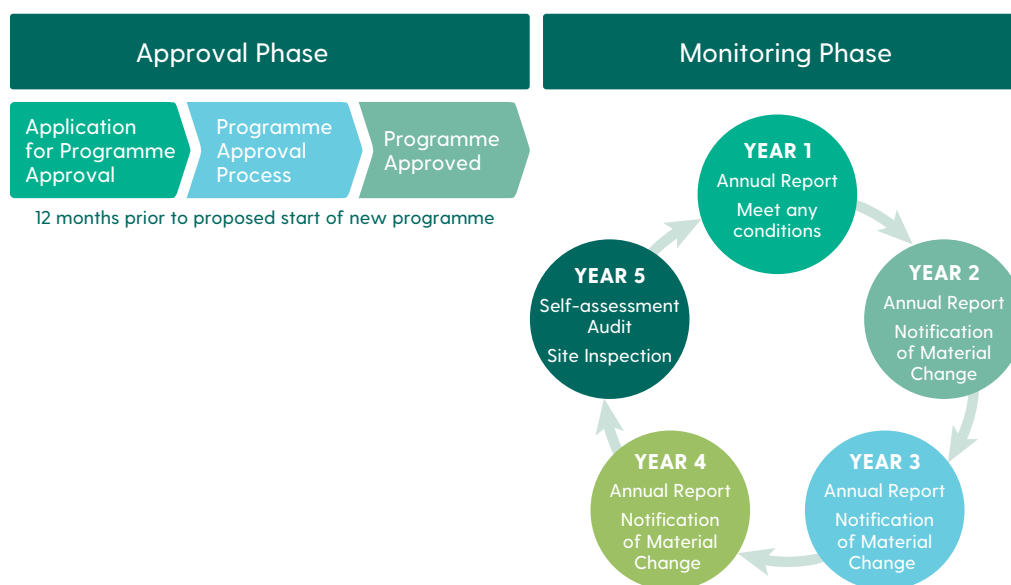 Approval Phase
Application
for Programme
Approval
Programme
Approval
Process
Programme
Approved
12 months prior to proposed start of new programme
Monitoring Phase
YEAR 1
Annual Report
Meet any
conditions
YEAR 2
Annual Report
Notification
of Material
Change
YEAR 3
Annual Report
Notification
of Material
Change
YEAR 4
Annual Report
Notification
of Material
Change
YEAR 5
Self-assessment
Audit
Site Inspection